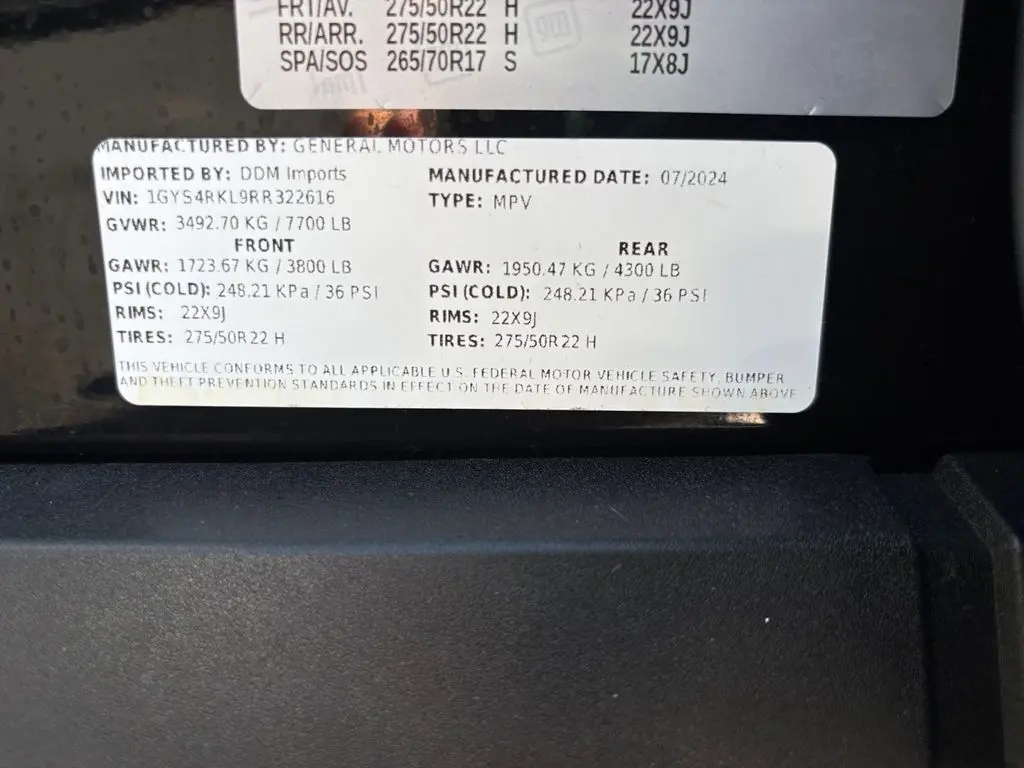 FRT/AV. 275/50R22 H 22X9J
RR/ARR. 275/50R22 H 22X9J
SPA/SOS 265/70R17 S 17X8J
MANUFACTURED BY: GENERAL MOTORS LLC
IMPORTED BY: DDM Imports MANUFACTURED DATE: 07/2024
VIN: 1GYS4RKL9RR322616 TYPE: MPV
GVWR: 3492.70 KG / 7700 LB
FRONT REAR
GAWR: 1723.67 KG / 3800 LB GAWR: 1950.47 KG / 4300 LB
PSI (COLD): 248.21 KPa / 36 PSI PSI (COLD): 248.21 KPa / 36 PSI
RIMS: 22X9J RIMS: 22X9J
TIRES: 275/50R22 H TIRES: 275/50R22 H
THIS VEHICLE CONFORMS TO ALL APPLICABLE U.S. FEDERAL MOTOR VEHICLE SAFETY, BUMPER
AND THEFT PREVENTION STANDARDS IN EFFECT ON THE DATE OF MANUFACTURE SHOWN ABOVE